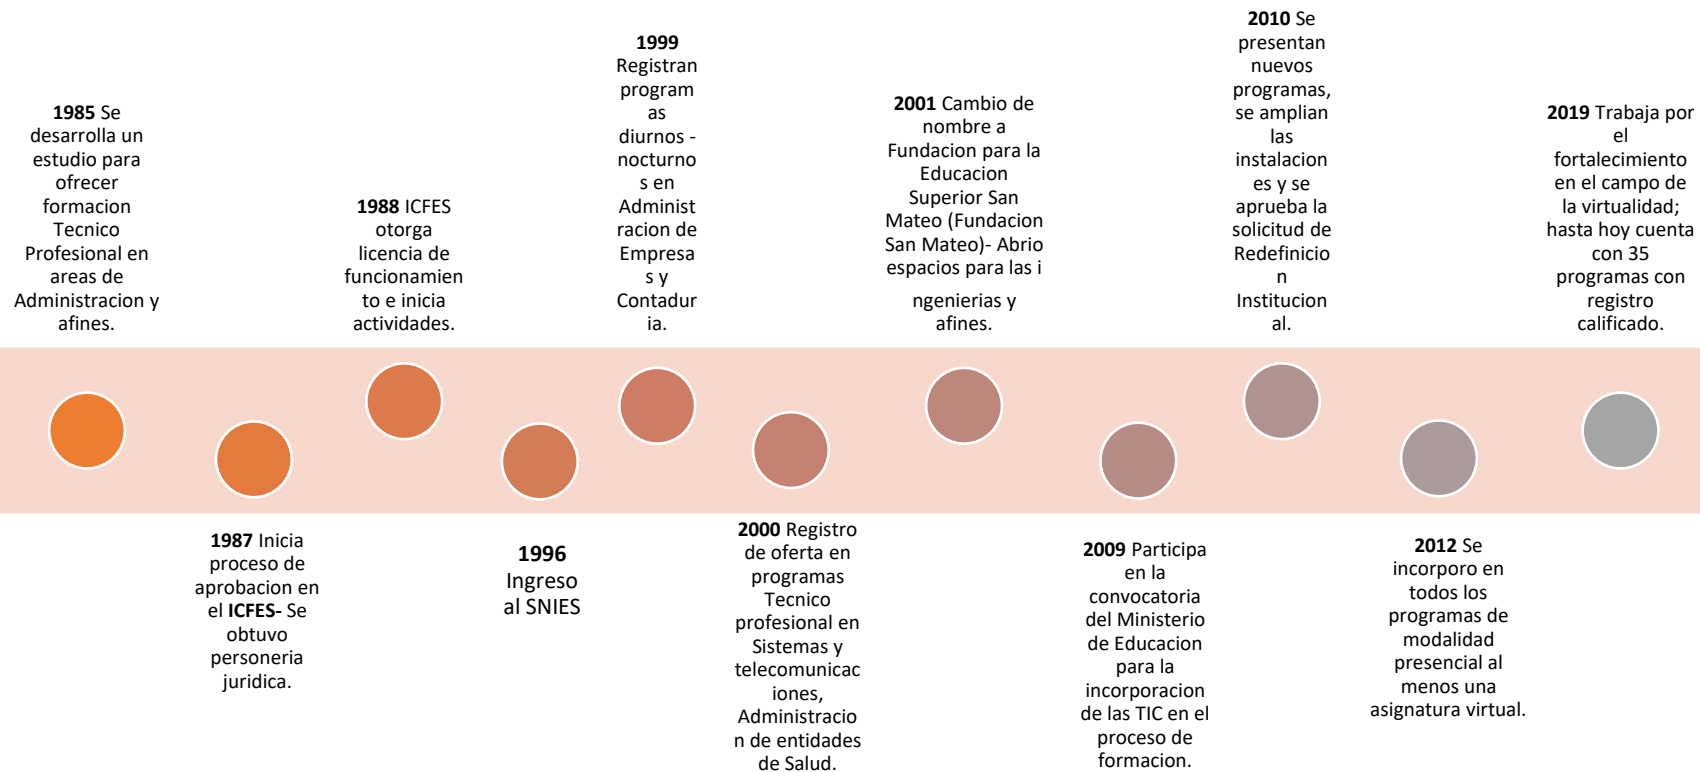 1985 Se
desarrolla un
estudio para
ofrecer
formacion
Tecnico
Profesional en
areas de
Administracion y
afines.
1987 Inicia
proceso de
aprobacion en
el ICFES- Se
obtuvo
personeria
juridica.
1988 ICFES
otorga
licencia de
funcionamien
to e inicia
actividades.
1996
Ingreso
al SNIES
1999
Registran
program
as
diurnos -
nocturno
s en
Administ
racion de
Empresa
s y
Contadur
ia.
2000 Registro
de oferta en
programas
Tecnico
profesional en
Sistemas y
telecomunicac
iones,
Administracio
n de entidades
de Salud.
2001 Cambio de
nombre a
Fundacion para la
Educacion
Superior San
Mateo (Fundacion
San Mateo)- Abrio
espacios para las i
ngenierias y
afines.
2009 Participa
en la
convocatoria
del Ministerio
de Educacion
para la
incorporacion
de las TIC en el
proceso de
formacion.
2010 Se
presentan
nuevos
programas,
se amplian
las
instalacion
es y se
aprueba la
solicitud de
Redefinicio
n
Institucion
al.
2012 Se
incorporo en
todos los
programas de
modalidad
presencial al
menos una
asignatura virtual.
2019 Trabaja por
el
fortalecimiento
en el campo de
la virtualidad;
hasta hoy cuenta
con 35
programas con
registro
calificado.